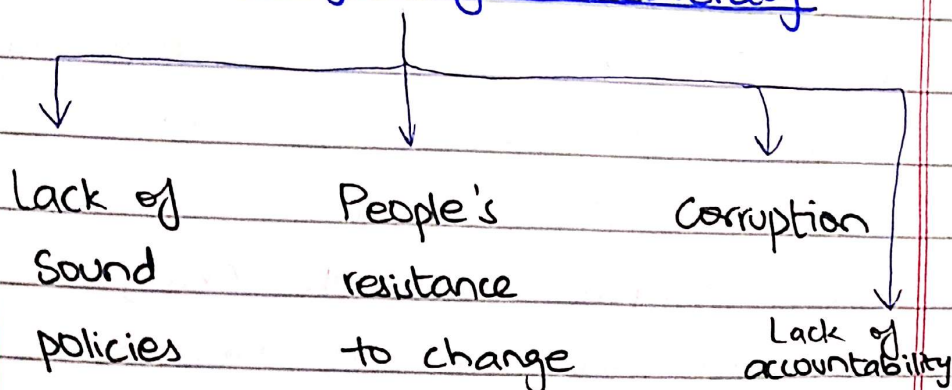 Lack of
Sound
policies
People's
resistance
to change
Corruption
Lack of
accountability